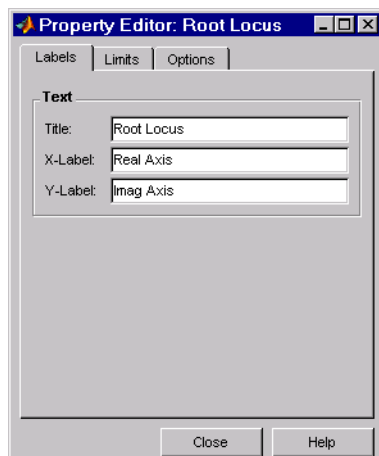 Property Editor: Root Locus
Labels Limits Options
Text
Title: Root Locus
X-Label: Real Axis
Y-Label: Imag Axis
Close Help